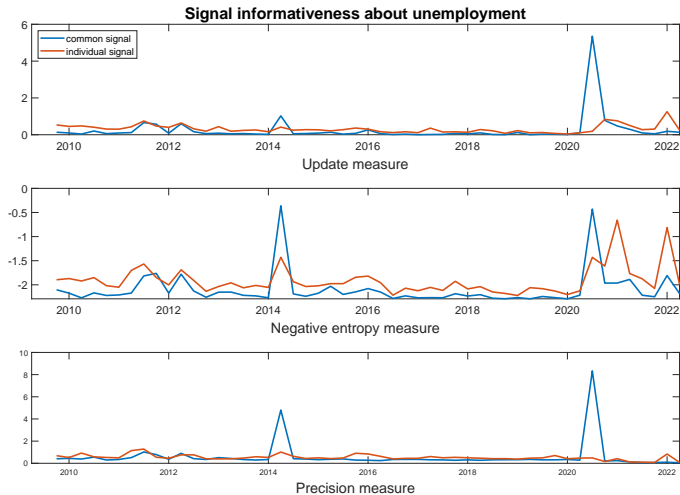 Signal informativeness about unemployment
6
4
2
0
common signal
individual signal
2010 2012 2014 2016 2018 2020 2022
Update measure
0
-0.5
-1
-1.5
-2
2010 2012 2014 2016 2018 2020 2022
Negative entropy measure
10
8
6
4
2
0
2010 2012 2014 2016 2018 2020 2022
Precision measure